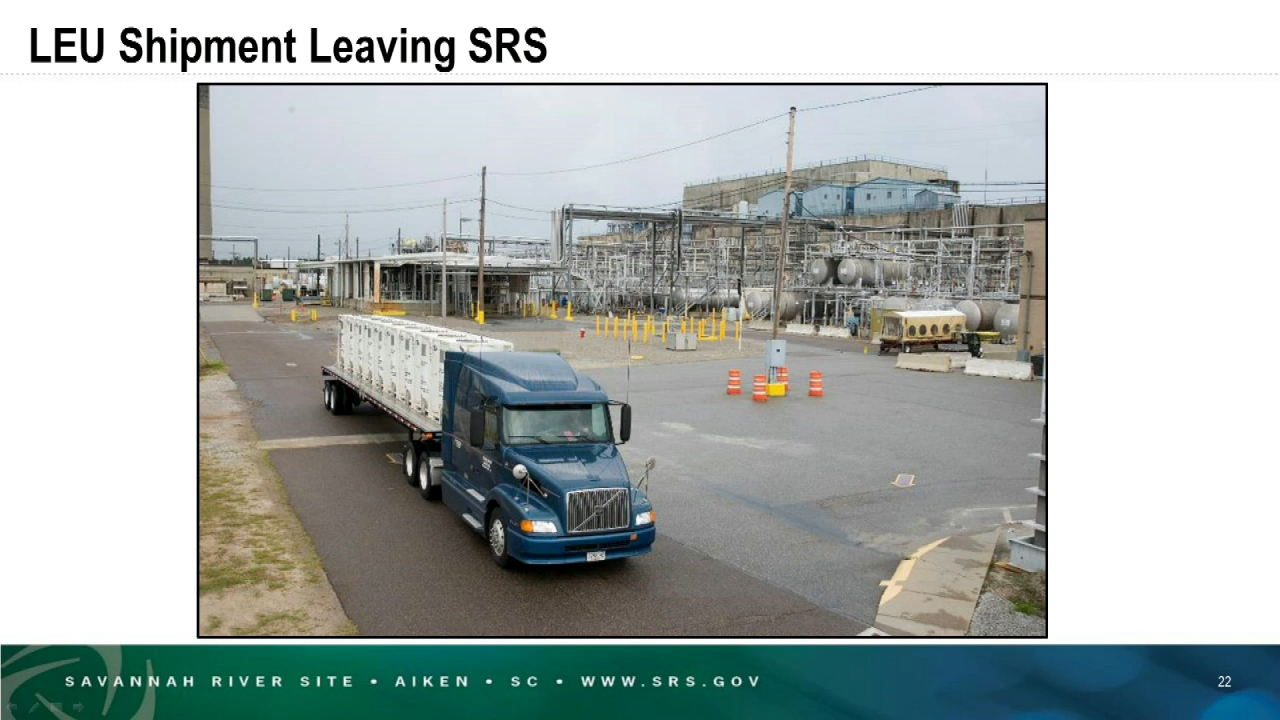 LEU Shipment Leaving SRS
SAVANNAH RIVER SITE • AIKEN • SC • WWW.SRS.GOV
22